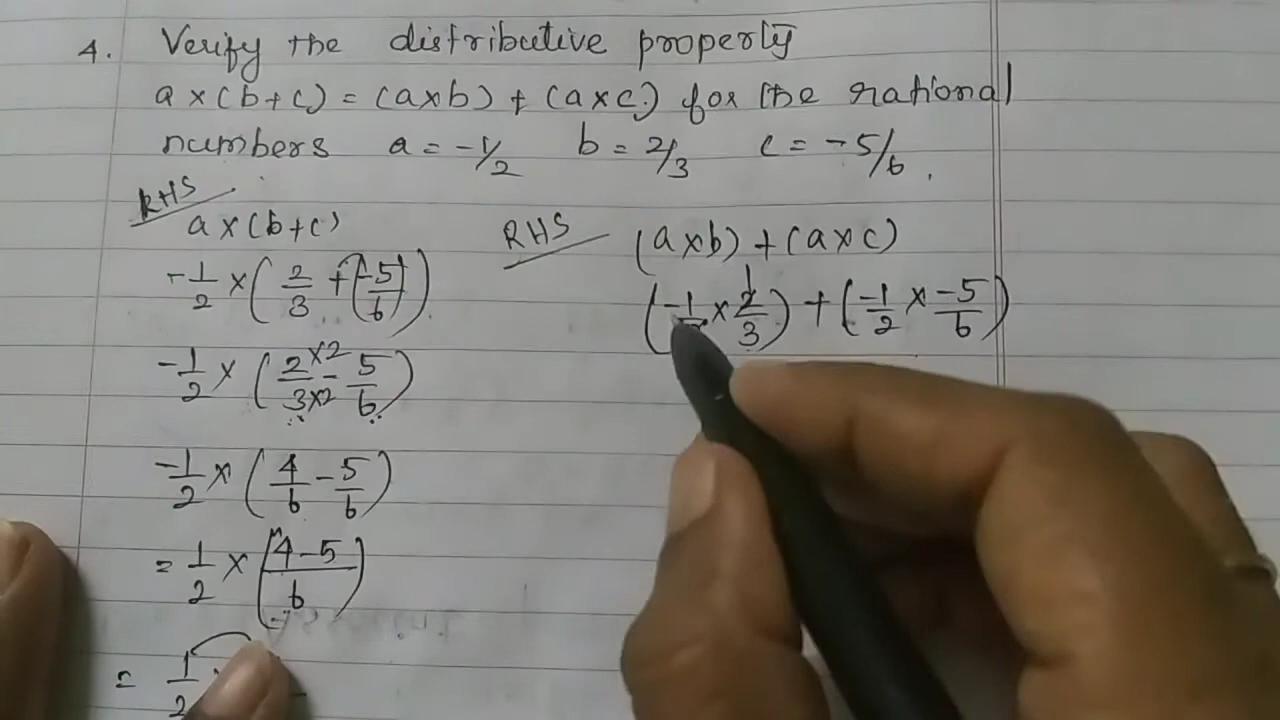 4. Verify the distributive property
a × (b+c) = (a×b) + (a×c) for the rational
numbers a = -1/2 b = 2/3 c = -5/6.
RHS
a × (b+c)
-1/2 × (2/3 + (-5/6))
-1/2 × (2×2/3×2 - 5/6)
-1/2 × (4/6 - 5/6)
= 1/2 × (4-5/6)
= 1/2
RHS (a×b) + (a×c)
(-1/2 × 2/3) + (-1/2 × -5/6)